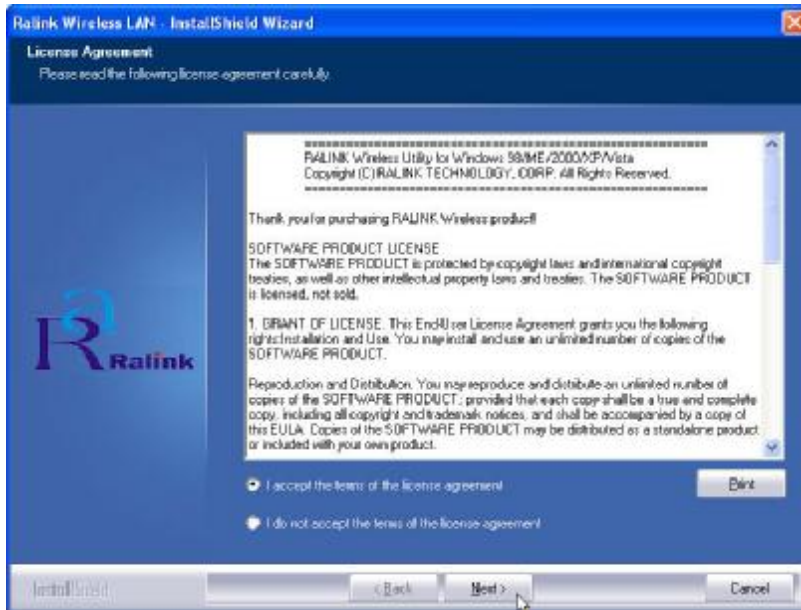 Ralink Wireless LAN - InstallShield Wizard
License Agreement
Please read the following license agreement carefully.
==================================================
RALINK Wireless Utility for Windows 98/ME/2000/XP/Vista
Copyright (C)RALINK TECHNOLOGY, CORP. All Rights Reserved.
==================================================
Thank you for purchasing RALINK Wireless product!
SOFTWARE PRODUCT LICENSE
The SOFTWARE PRODUCT is protected by copyright laws and international copyright
treaties, as well as other intellectual property laws and treaties. The SOFTWARE PRODUCT
is licensed, not sold.
1. GRANT OF LICENSE. This End-User License Agreement grants you the following
rights:Installation and Use. You may install and use an unlimited number of copies of the
SOFTWARE PRODUCT.
Reproduction and Distribution. You may reproduce and distribute an unlimited number of
copies of the SOFTWARE PRODUCT; provided that each copy shall be a true and complete
copy, including all copyright and trademark notices, and shall be accompanied by a copy of
this EULA. Copies of the SOFTWARE PRODUCT may be distributed as a standalone product
or included with your own product.
Ralink
I accept the terms of the license agreement
Print
I do not accept the terms of the license agreement
InstallShield
< Back
Next >
Cancel